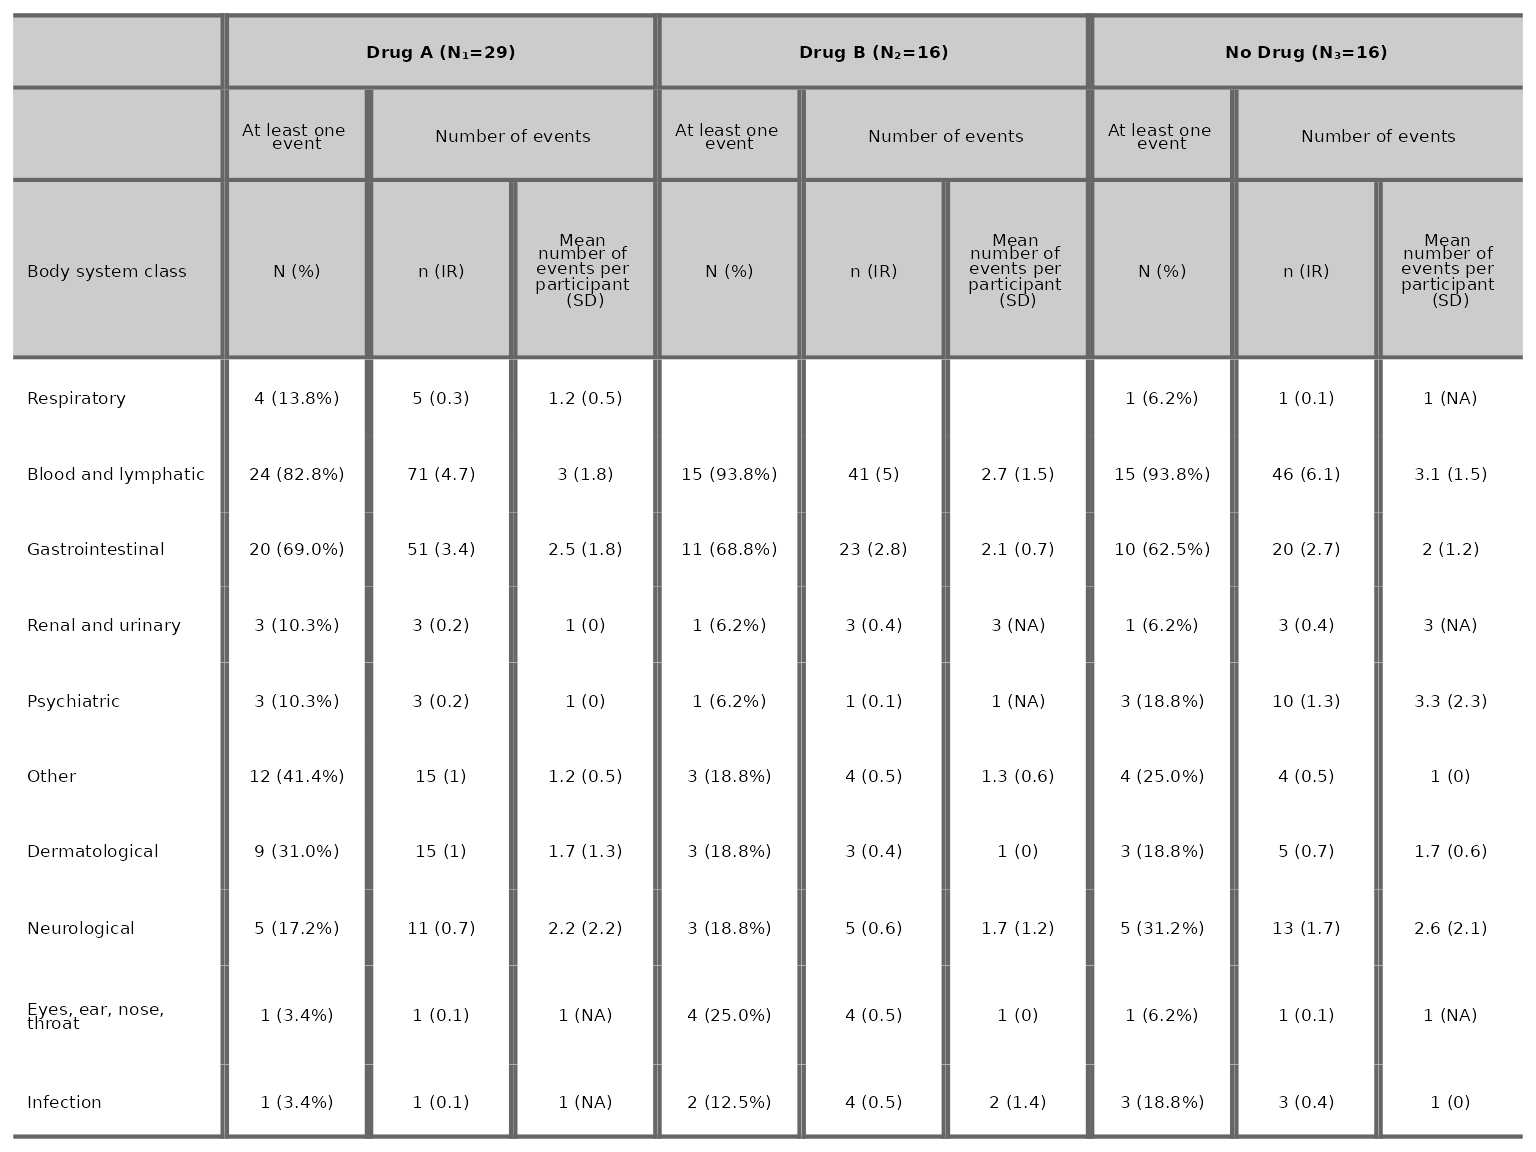 Drug A (N₁=29) Drug B (N₂=16) No Drug (N₃=16)
At least one event Number of events At least one event Number of events At least one event Number of events
Body system class N (%) n (IR) Mean number of events per participant (SD) N (%) n (IR) Mean number of events per participant (SD) N (%) n (IR) Mean number of events per participant (SD)
Respiratory 4 (13.8%) 5 (0.3) 1.2 (0.5) 1 (6.2%) 1 (0.1) 1 (NA)
Blood and lymphatic 24 (82.8%) 71 (4.7) 3 (1.8) 15 (93.8%) 41 (5) 2.7 (1.5) 15 (93.8%) 46 (6.1) 3.1 (1.5)
Gastrointestinal 20 (69.0%) 51 (3.4) 2.5 (1.8) 11 (68.8%) 23 (2.8) 2.1 (0.7) 10 (62.5%) 20 (2.7) 2 (1.2)
Renal and urinary 3 (10.3%) 3 (0.2) 1 (0) 1 (6.2%) 3 (0.4) 3 (NA) 1 (6.2%) 3 (0.4) 3 (NA)
Psychiatric 3 (10.3%) 3 (0.2) 1 (0) 1 (6.2%) 1 (0.1) 1 (NA) 3 (18.8%) 10 (1.3) 3.3 (2.3)
Other 12 (41.4%) 15 (1) 1.2 (0.5) 3 (18.8%) 4 (0.5) 1.3 (0.6) 4 (25.0%) 4 (0.5) 1 (0)
Dermatological 9 (31.0%) 15 (1) 1.7 (1.3) 3 (18.8%) 3 (0.4) 1 (0) 3 (18.8%) 5 (0.7) 1.7 (0.6)
Neurological 5 (17.2%) 11 (0.7) 2.2 (2.2) 3 (18.8%) 5 (0.6) 1.7 (1.2) 5 (31.2%) 13 (1.7) 2.6 (2.1)
Eyes, ear, nose, throat 1 (3.4%) 1 (0.1) 1 (NA) 4 (25.0%) 4 (0.5) 1 (0) 1 (6.2%) 1 (0.1) 1 (NA)
Infection 1 (3.4%) 1 (0.1) 1 (NA) 2 (12.5%) 4 (0.5) 2 (1.4) 3 (18.8%) 3 (0.4) 1 (0)